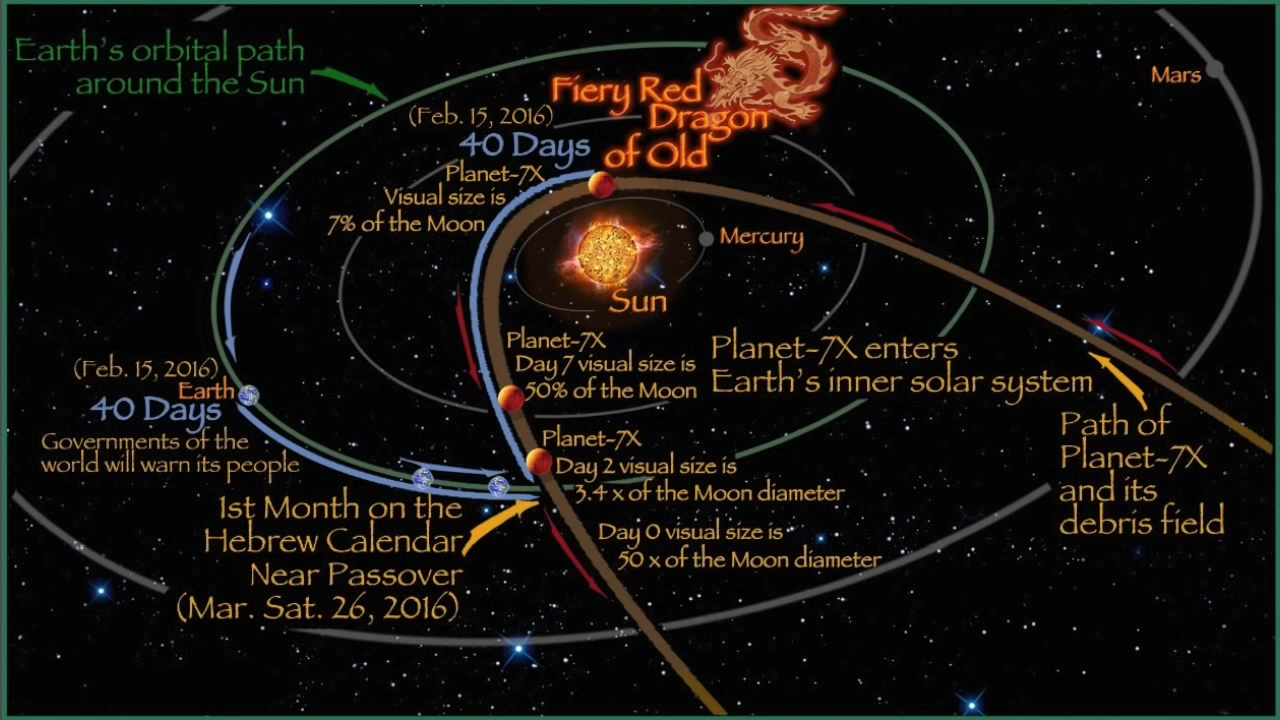 Earth's orbital path
around the Sun
Mars
Fiery Red
Dragon
of Old
(Feb. 15, 2016)
40 Days
Planet-7X
Visual size is
7% of the Moon
Mercury
Sun
Planet-7X
Day 7 visual size is
50% of the Moon
Planet-7X enters
Earth's inner solar system
(Feb. 15, 2016)
Earth
40 Days
Governments of the
world will warn its people
Planet-7X
Day 2 visual size is
3.4 x of the Moon diameter
Path of
Planet-7X
and its
debris field
1st Month on the
Hebrew Calendar
Near Passover
(Mar. Sat. 26, 2016)
Day 0 visual size is
50 x of the Moon diameter